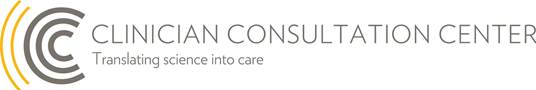 CLINICIAN CONSULTATION CENTER
Translating science into care